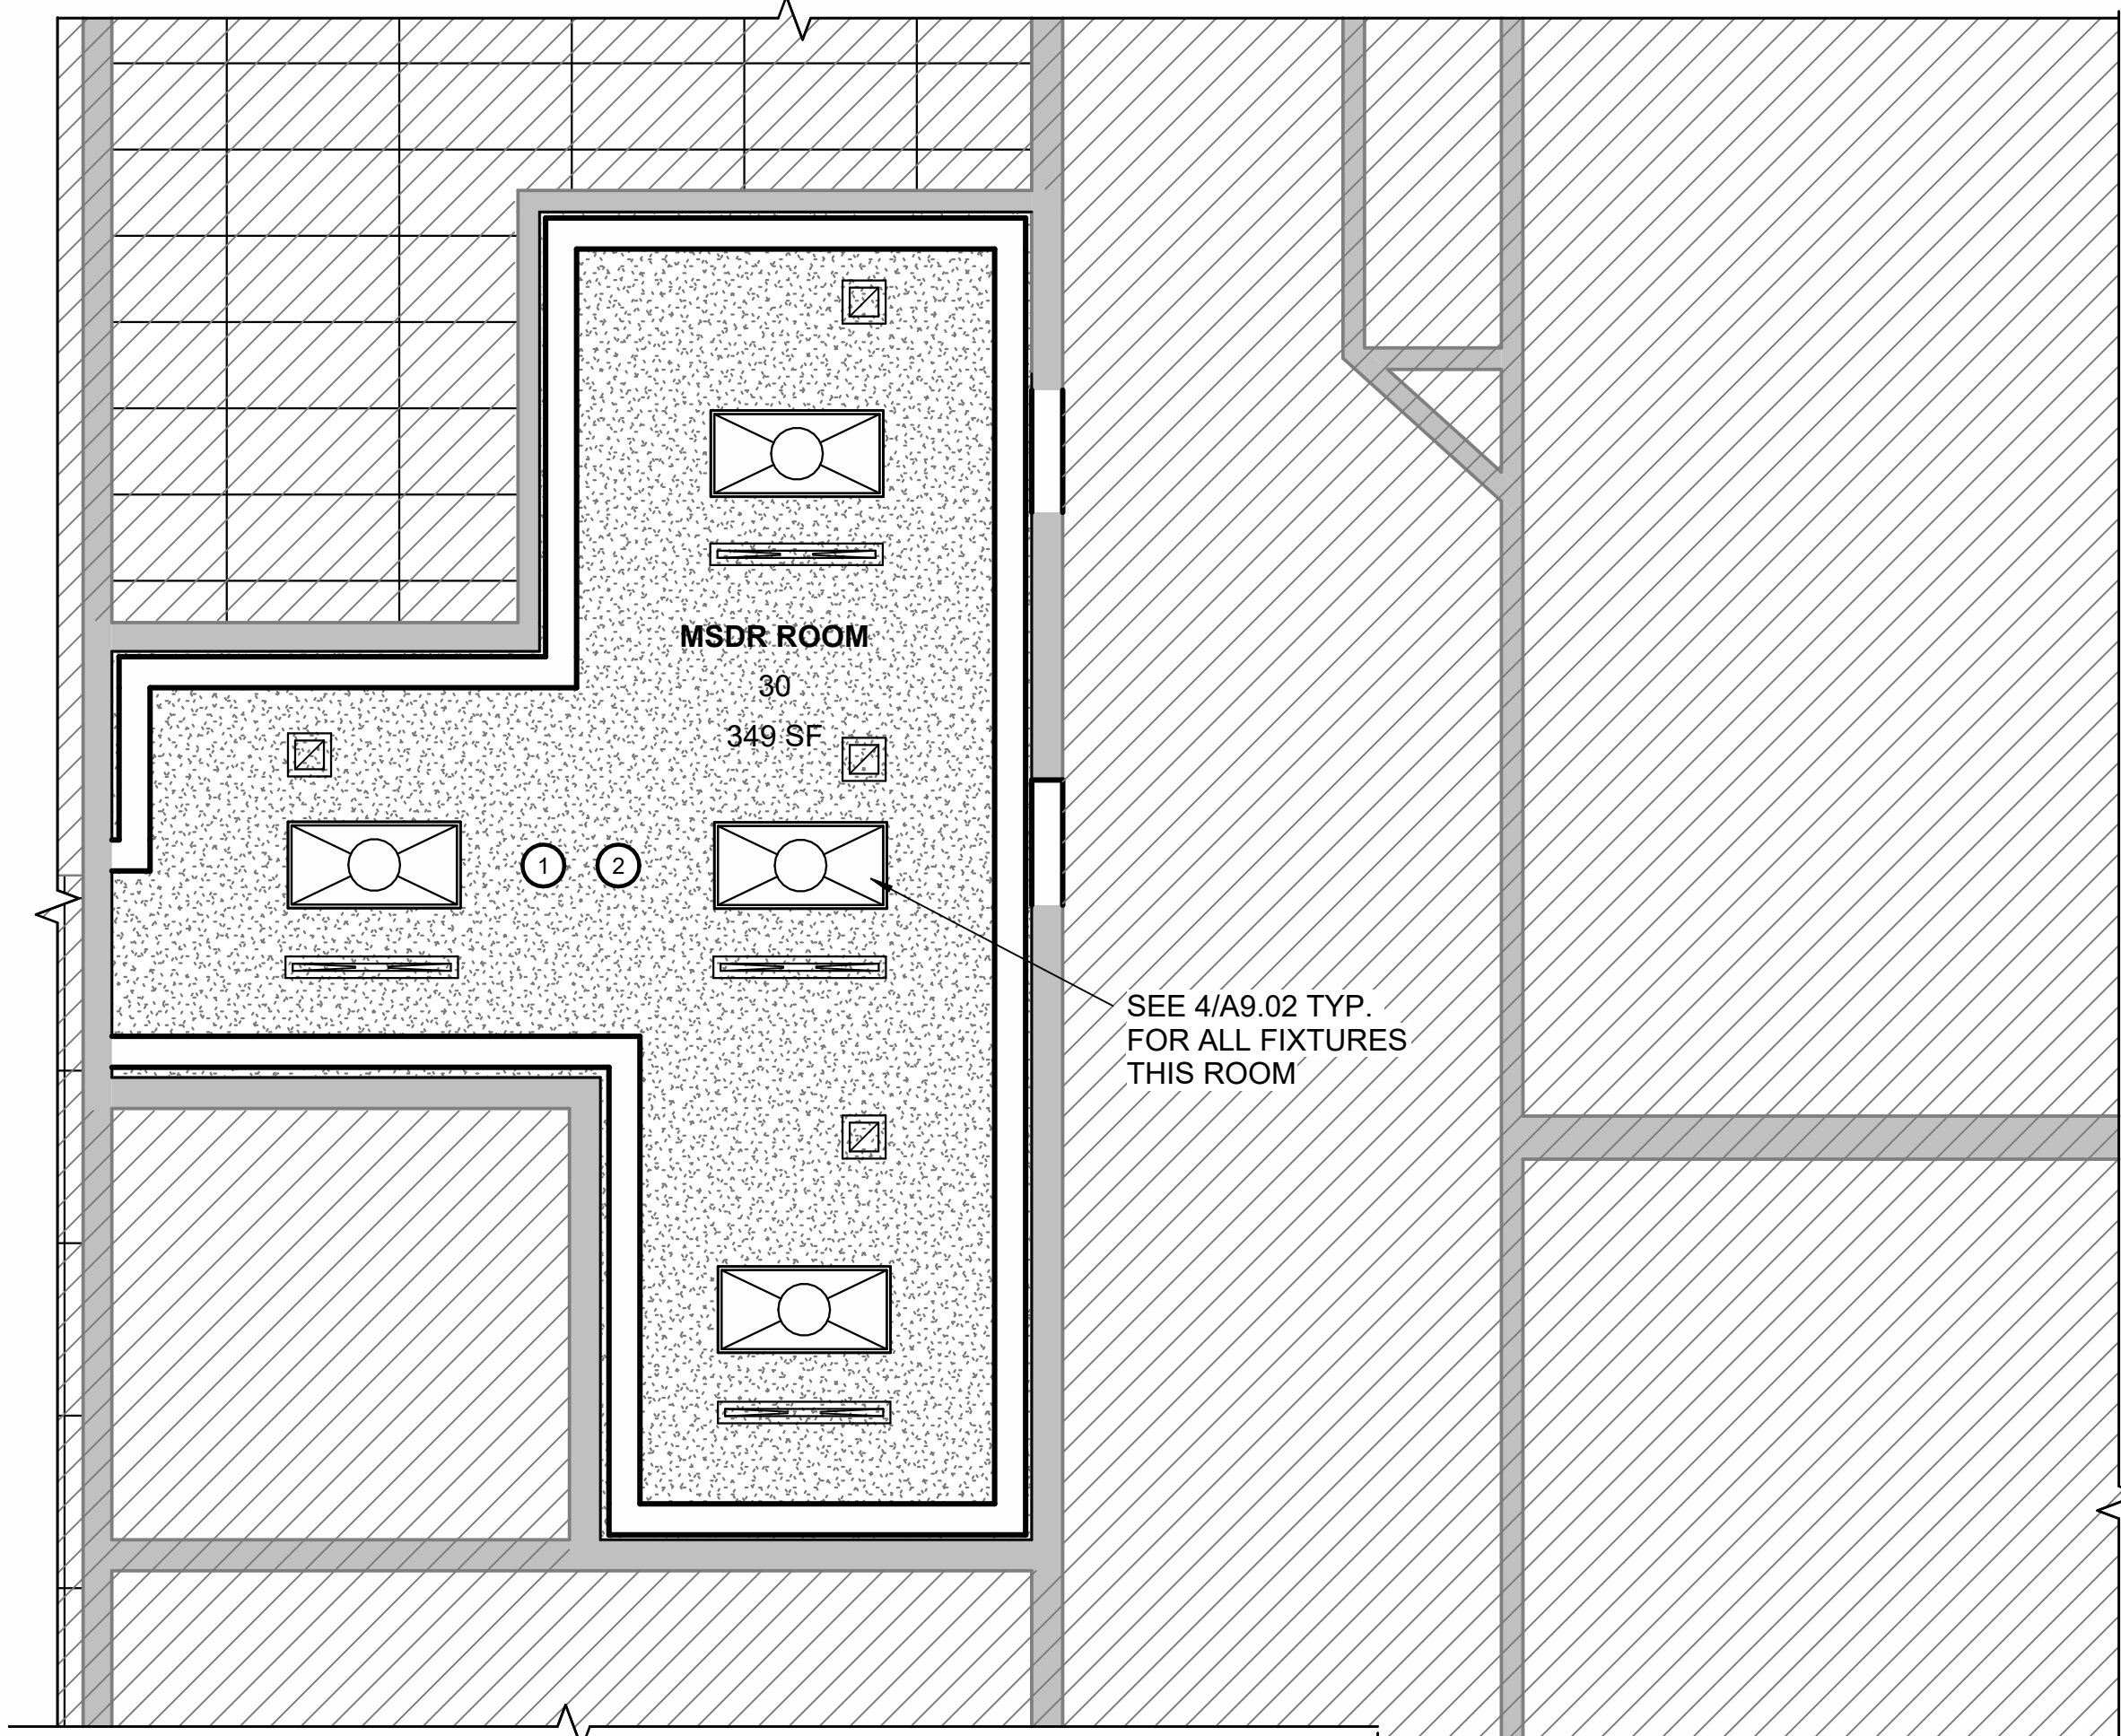 MSDR ROOM
30
349 SF
1 2
SEE 4/A9.02 TYP.
FOR ALL FIXTURES
THIS ROOM